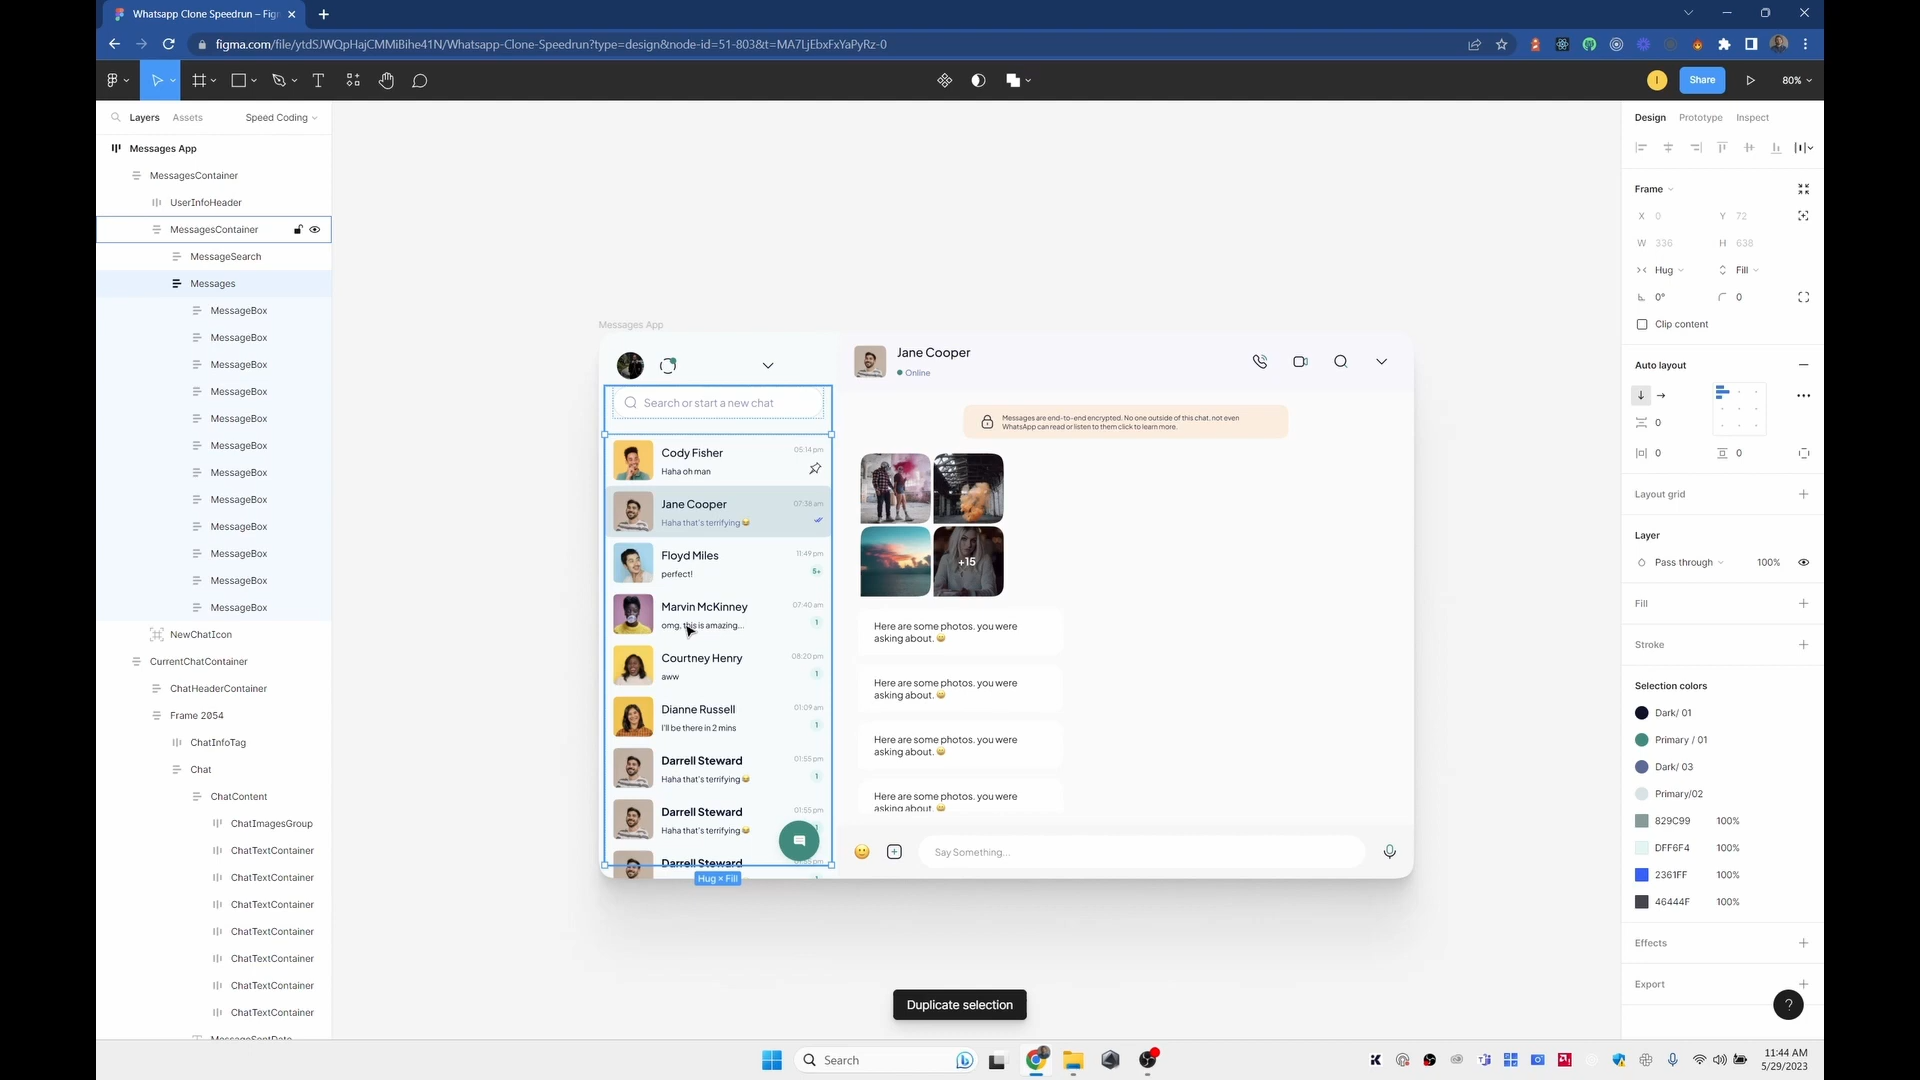 Whatsapp Clone Speedrun – Fig
figma.com/file/ytdSJWQpHajCMMiBihe41N/Whatsapp-Clone-Speedrun?type=design&node-id=51-803&t=MA7LjEbxFxYaPyRz-0
I
Share
80%
Layers
Assets
Speed Coding
Messages App
MessagesContainer
UserInfoHeader
MessagesContainer
MessageSearch
Messages
MessageBox
MessageBox
MessageBox
MessageBox
MessageBox
MessageBox
MessageBox
MessageBox
MessageBox
MessageBox
MessageBox
MessageBox
NewChatIcon
CurrentChatContainer
ChatHeaderContainer
Frame 2054
ChatInfoTag
Chat
ChatContent
ChatImagesGroup
ChatTextContainer
ChatTextContainer
ChatTextContainer
ChatTextContainer
ChatTextContainer
ChatTextContainer
ChatTextContainer
MessageSentDate
Messages App
Search or start a new chat
Cody Fisher
05:14 pm
Haha oh man
Jane Cooper
07:38 am
Haha that's terrifying 😂
Floyd Miles
11:49 pm
perfect!
5+
Marvin McKinney
07:40 am
omg, this is amazing...
1
Courtney Henry
08:20 pm
aww
1
Dianne Russell
01:09 am
I'll be there in 2 mins
1
Darrell Steward
01:55 pm
Haha that's terrifying 😂
1
Darrell Steward
01:55 pm
Haha that's terrifying 😂
Darrell Steward
Hug × Fill
Jane Cooper
Online
Messages are end-to-end encrypted. No one outside of this chat, not even
WhatsApp can read or listen to them click to learn more.
+15
Here are some photos. you were
asking about. 😄
Here are some photos. you were
asking about. 😄
Here are some photos. you were
asking about. 😄
Here are some photos. you were
asking about. 😄
Say Something...
Duplicate selection
Design
Prototype
Inspect
Frame
X 0
Y 72
W 336
H 638
Hug
Fill
0°
0
Clip content
Auto layout
0
0
0
Layout grid
Layer
Pass through
100%
Fill
Stroke
Selection colors
Dark/ 01
Primary / 01
Dark/ 03
Primary/02
829C99 100%
DFF6F4 100%
2361FF 100%
46444F 100%
Effects
Export
?
Search
11:44 AM
5/29/2023